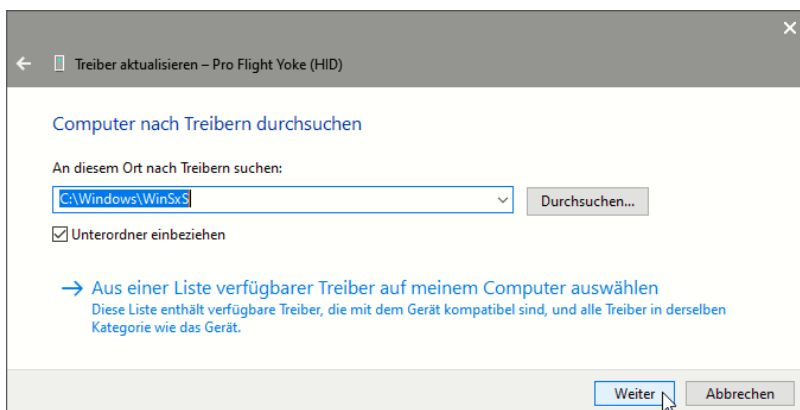 Treiber aktualisieren – Pro Flight Yoke (HID)
Computer nach Treibern durchsuchen
An diesem Ort nach Treibern suchen:
C:\Windows\WinSxS
Durchsuchen...
Unterordner einbeziehen
Aus einer Liste verfügbarer Treiber auf meinem Computer auswählen
Diese Liste enthält verfügbare Treiber, die mit dem Gerät kompatibel sind, und alle Treiber in derselben
Kategorie wie das Gerät.
Weiter
Abbrechen